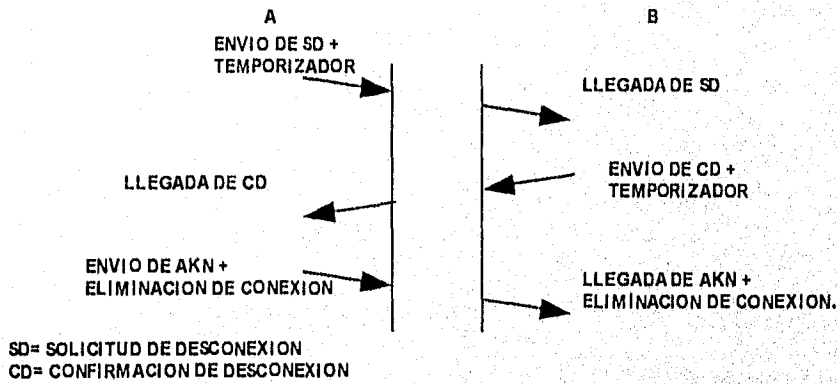 A
B
ENVIO DE SD +
TEMPORIZADOR
LLEGADA DE SD
ENVIO DE CD +
TEMPORIZADOR
LLEGADA DE CD
ENVIO DE AKN +
ELIMINACION DE CONEXION
LLEGADA DE AKN +
ELIMINACION DE CONEXION.
SD= SOLICITUD DE DESCONEXION
CD= CONFIRMACION DE DESCONEXION